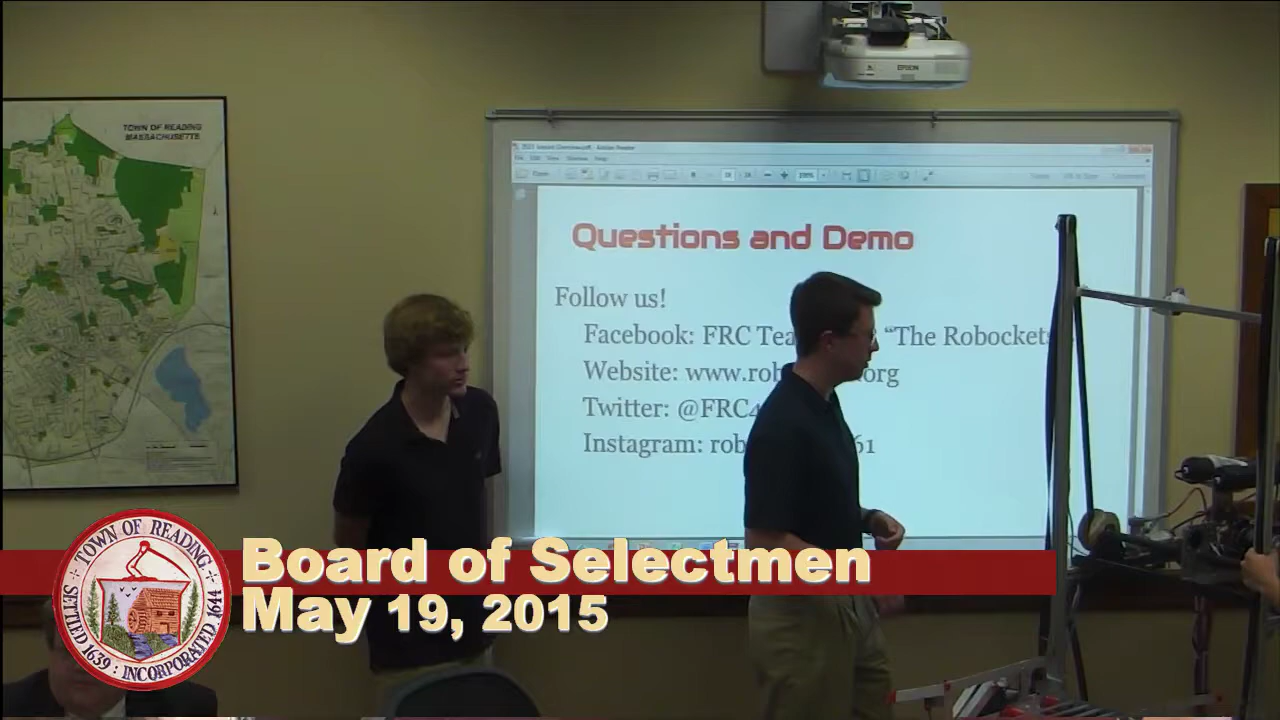 TOWN OF READING
MASSACHUSETTS
EPSON
Questions and Demo
Follow us!
Facebook: FRC Tea “The Robockets
Website: www.rob org
Twitter: @FRC4
Instagram: rob 61
TOWN OF READING
SETTLED 1639 : INCORPORATED 1644
Board of Selectmen
May 19, 2015